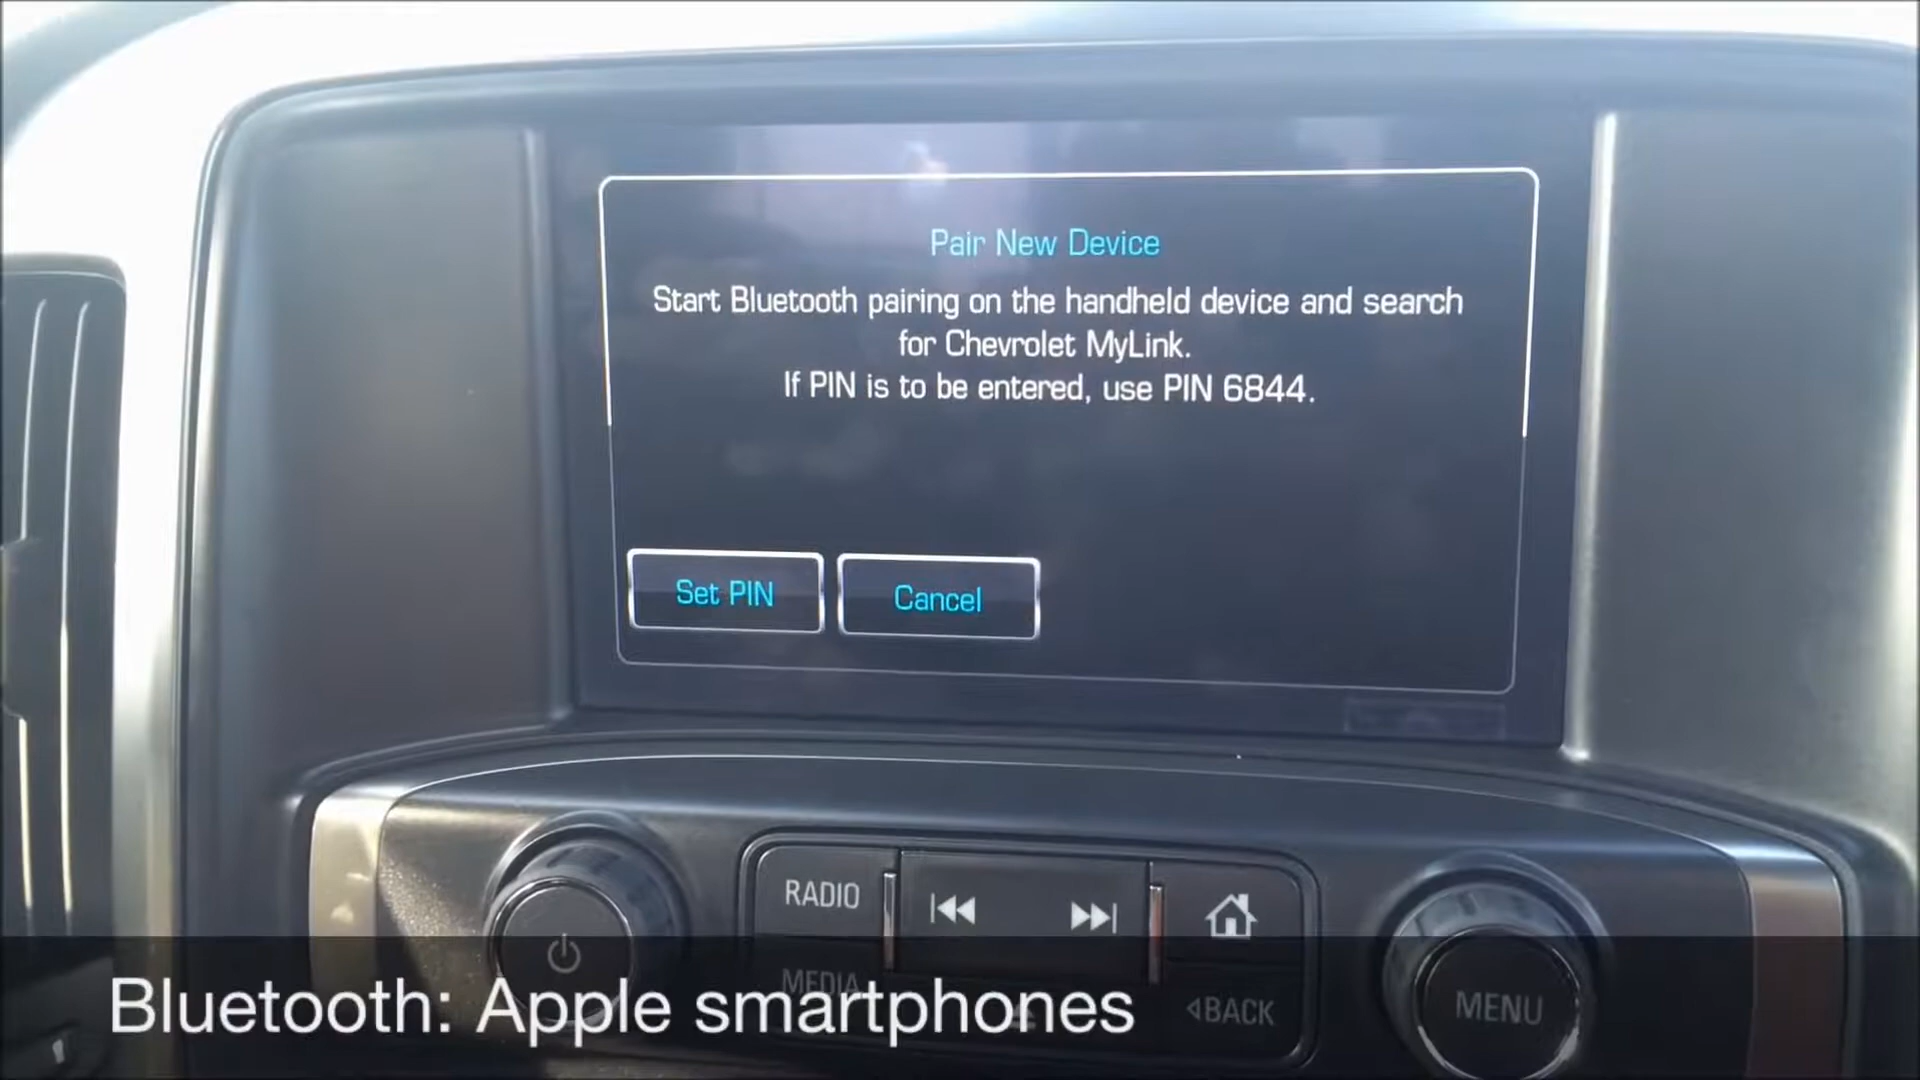 Pair New Device
Start Bluetooth pairing on the handheld device and search
for Chevrolet MyLink.
If PIN is to be entered, use PIN 6844.
Set PIN
Cancel
RADIO
MEDIA
BACK
MENU
Bluetooth: Apple smartphones